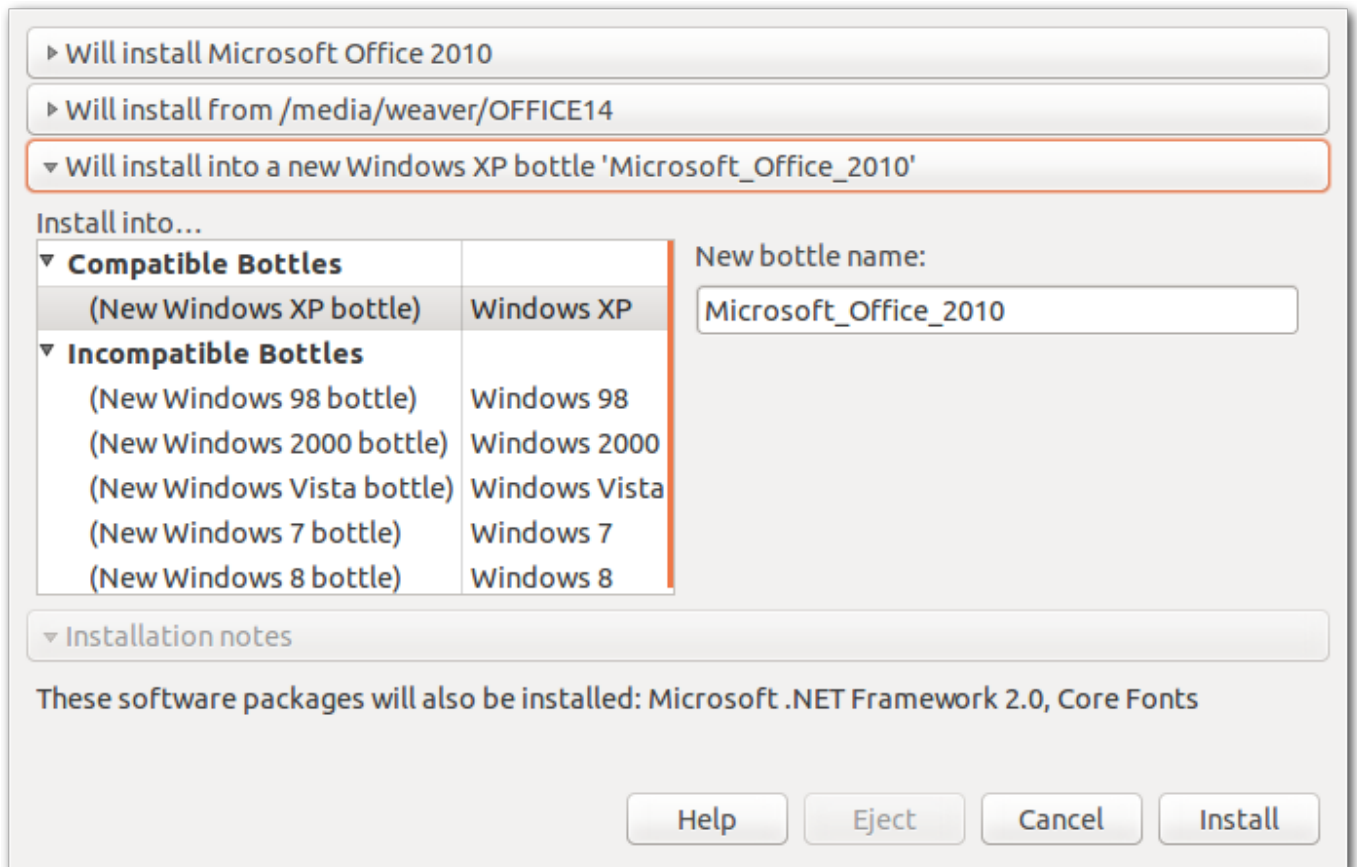 Will install Microsoft Office 2010
Will install from /media/weaver/OFFICE14
Will install into a new Windows XP bottle 'Microsoft_Office_2010'
Install into...
Compatible Bottles
(New Windows XP bottle) Windows XP
Incompatible Bottles
(New Windows 98 bottle) Windows 98
(New Windows 2000 bottle) Windows 2000
(New Windows Vista bottle) Windows Vista
(New Windows 7 bottle) Windows 7
(New Windows 8 bottle) Windows 8
New bottle name:
Microsoft_Office_2010
Installation notes
These software packages will also be installed: Microsoft .NET Framework 2.0, Core Fonts
Help Eject Cancel Install